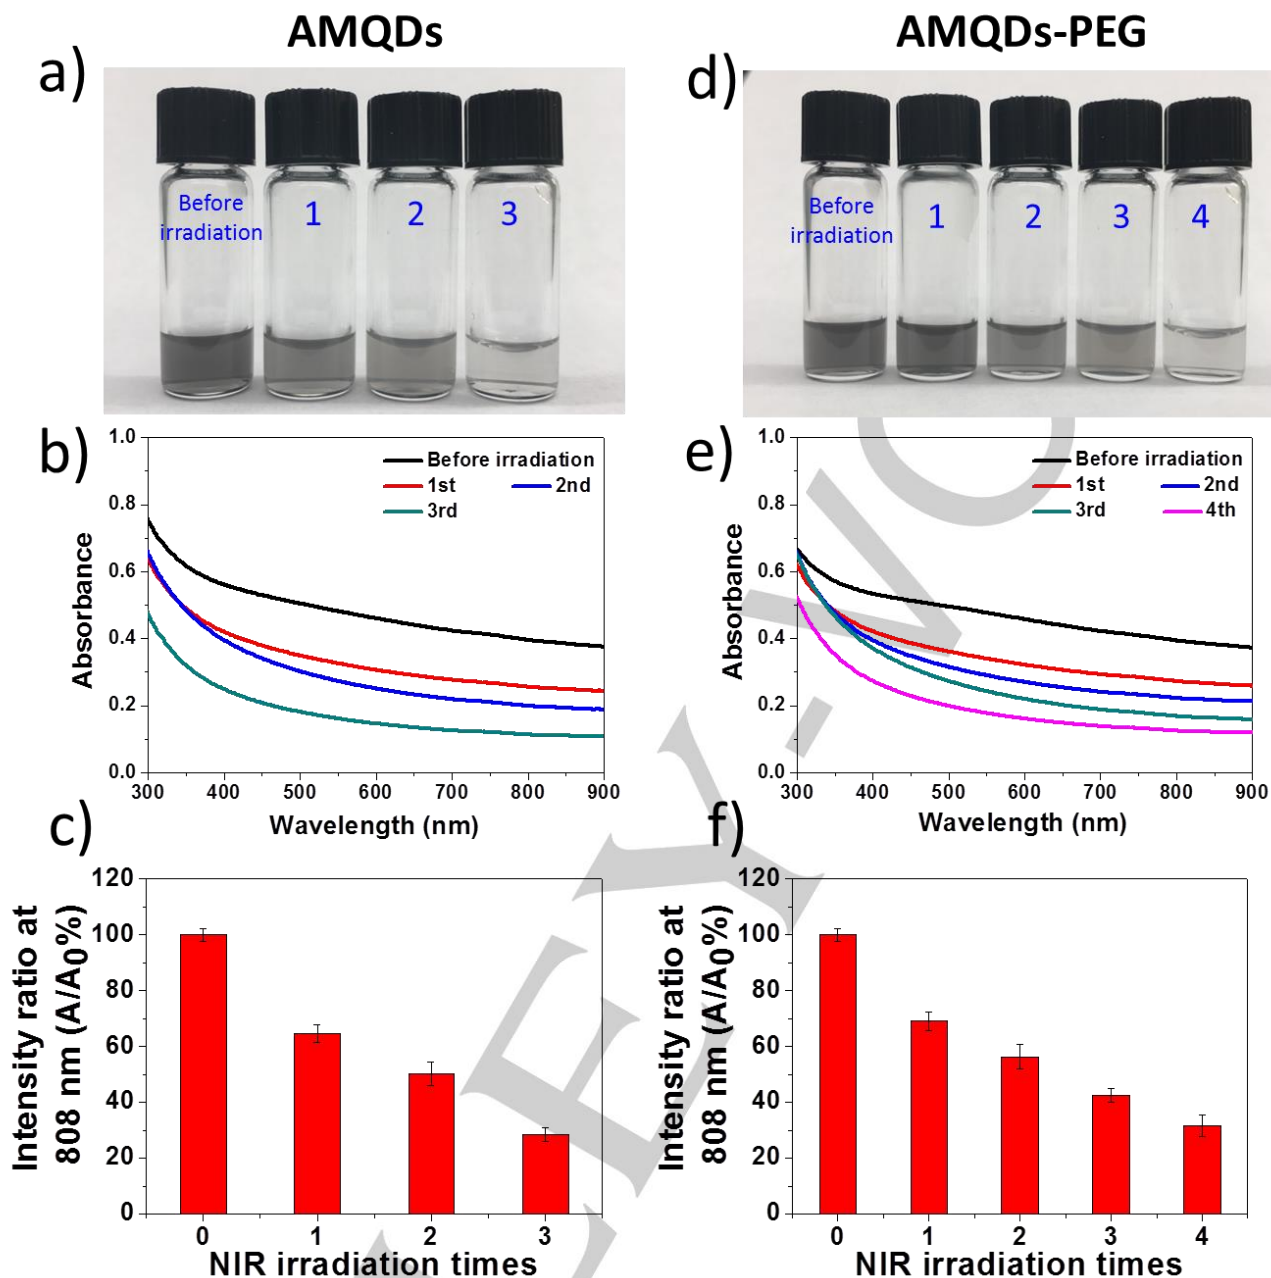 AMQDs
AMQDs-PEG
a)
Before
irradiation
1
2
3
d)
Before
irradiation
1
2
3
4
b)
Absorbance
1.0
0.8
0.6
0.4
0.2
0.0
Before irradiation
1st
2nd
3rd
300
400
500
600
700
800
900
Wavelength (nm)
e)
Absorbance
1.0
0.8
0.6
0.4
0.2
0.0
Before irradiation
1st
2nd
3rd
4th
300
400
500
600
700
800
900
Wavelength (nm)
c)
Intensity ratio at
808 nm (A/A0%)
120
100
80
60
40
20
0
0
1
2
3
NIR irradiation times
f)
Intensity ratio at
808 nm (A/A0%)
120
100
80
60
40
20
0
0
1
2
3
4
NIR irradiation times